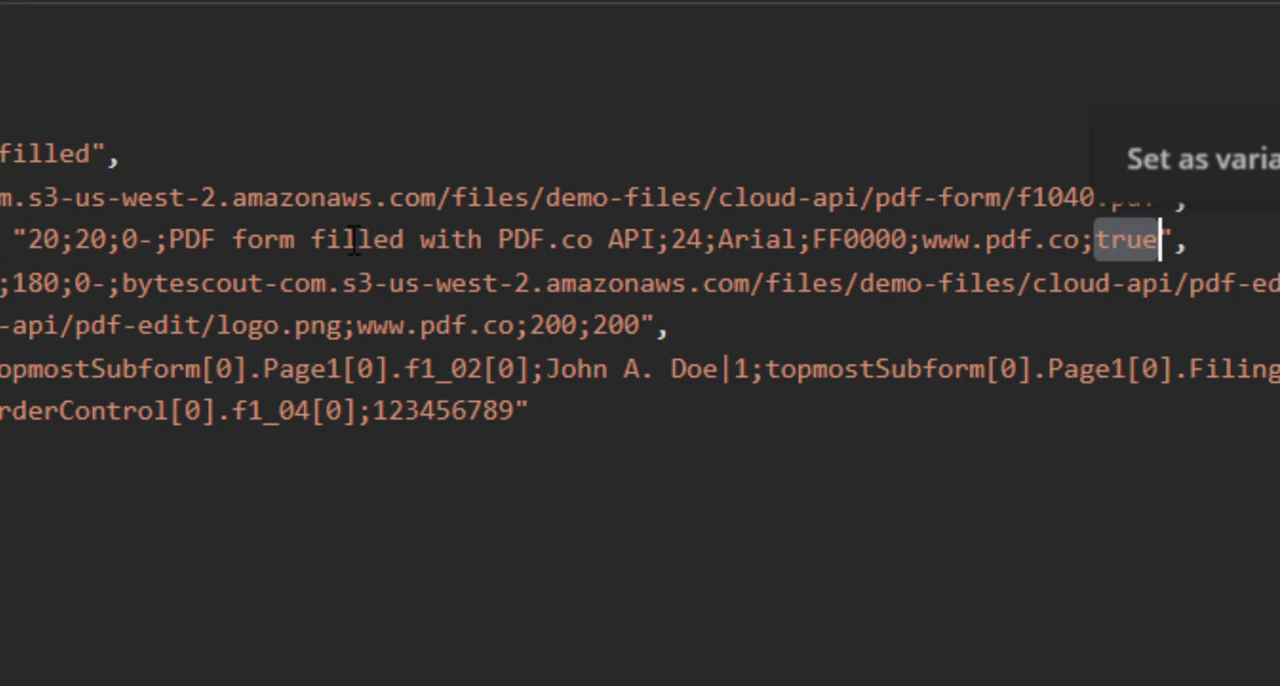 filled",
Set as varia
m.s3-us-west-2.amazonaws.com/files/demo-files/cloud-api/pdf-form/f1040.pdf",
"20;20;0-;PDF form filled with PDF.co API;24;Arial;FF0000;www.pdf.co;true",
;180;0-;bytescout-com.s3-us-west-2.amazonaws.com/files/demo-files/cloud-api/pdf-ed
-api/pdf-edit/logo.png;www.pdf.co;200;200",
opmostSubform[0].Page1[0].f1_02[0];John A. Doe|1;topmostSubform[0].Page1[0].Filing
rderControl[0].f1_04[0];123456789"